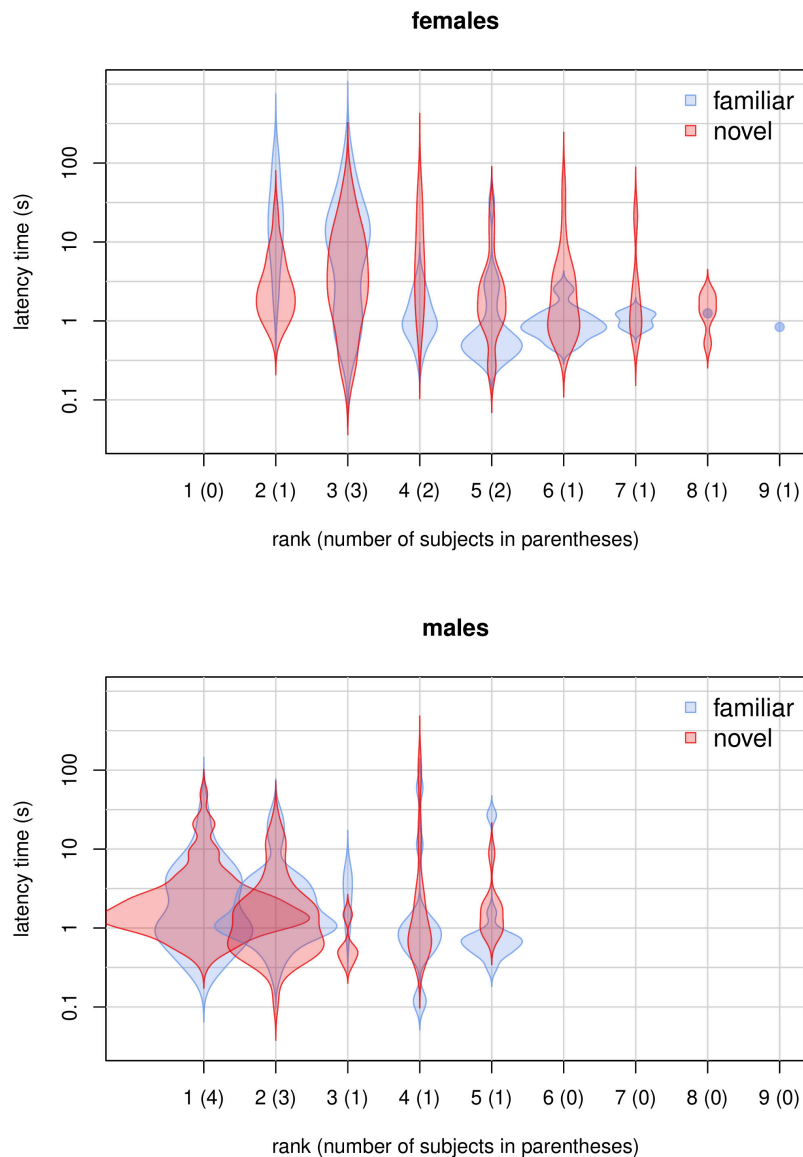 females
familiar
novel
latency time (s)
100
10
1
0.1
1 (0) 2 (1) 3 (3) 4 (2) 5 (2) 6 (1) 7 (1) 8 (1) 9 (1)
rank (number of subjects in parentheses)
males
familiar
novel
latency time (s)
100
10
1
0.1
1 (4) 2 (3) 3 (1) 4 (1) 5 (1) 6 (0) 7 (0) 8 (0) 9 (0)
rank (number of subjects in parentheses)